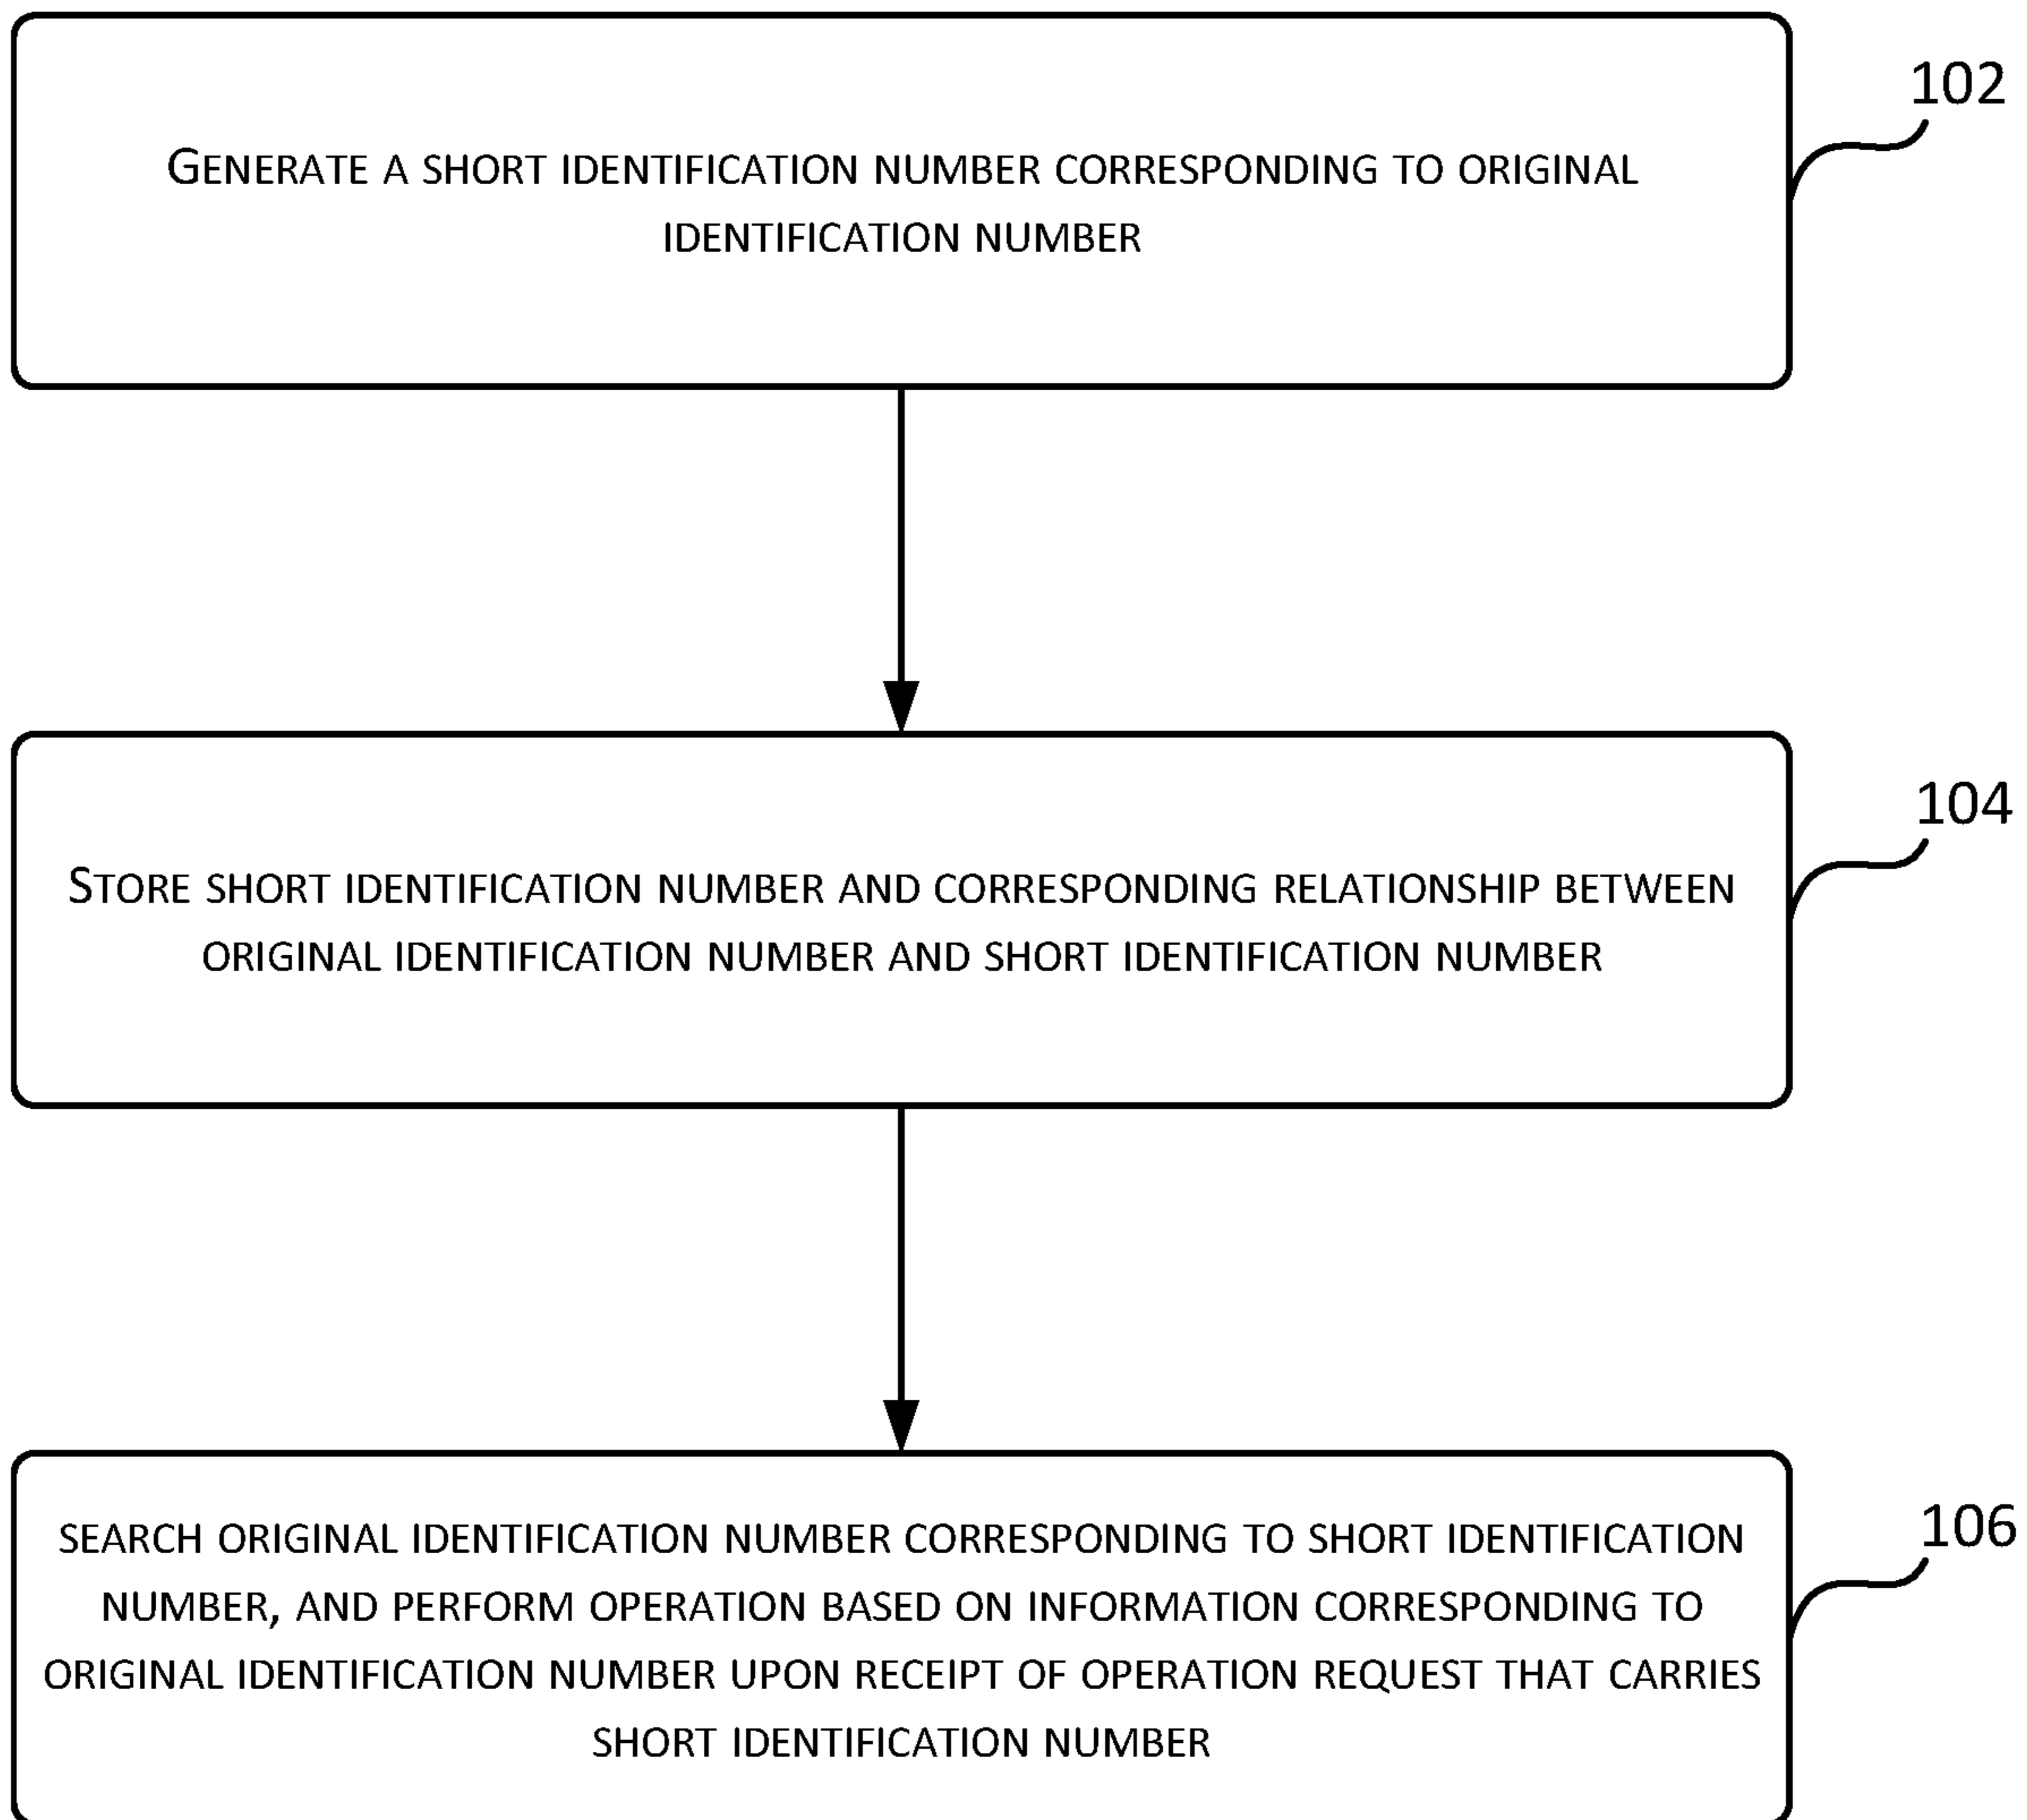 102
GENERATE A SHORT IDENTIFICATION NUMBER CORRESPONDING TO ORIGINAL
IDENTIFICATION NUMBER
104
STORE SHORT IDENTIFICATION NUMBER AND CORRESPONDING RELATIONSHIP BETWEEN
ORIGINAL IDENTIFICATION NUMBER AND SHORT IDENTIFICATION NUMBER
106
SEARCH ORIGINAL IDENTIFICATION NUMBER CORRESPONDING TO SHORT IDENTIFICATION
NUMBER, AND PERFORM OPERATION BASED ON INFORMATION CORRESPONDING TO
ORIGINAL IDENTIFICATION NUMBER UPON RECEIPT OF OPERATION REQUEST THAT CARRIES
SHORT IDENTIFICATION NUMBER